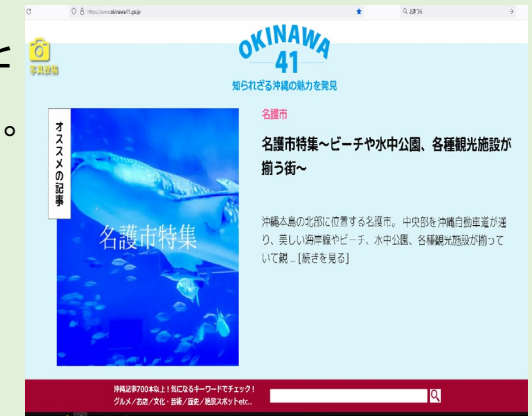 と
。
https://www.okinawa41.go.jp
写真投稿
OKINAWA
41
知られざる沖縄の魅力を発見
オススメの記事
名護市特集
名護市
名護市特集～ビーチや水中公園、各種観光施設が
揃う街～
沖縄本島の北部に位置する名護市。 中央部を沖縄自動車道が通
り、美しい海岸線やビーチ、水中公園、各種観光施設が揃って
いて観 ... [続きを見る]
沖縄記事700本以上！気になるキーワードでチェック！
グルメ／お店／文化・芸術／歴史／絶景スポットetc...